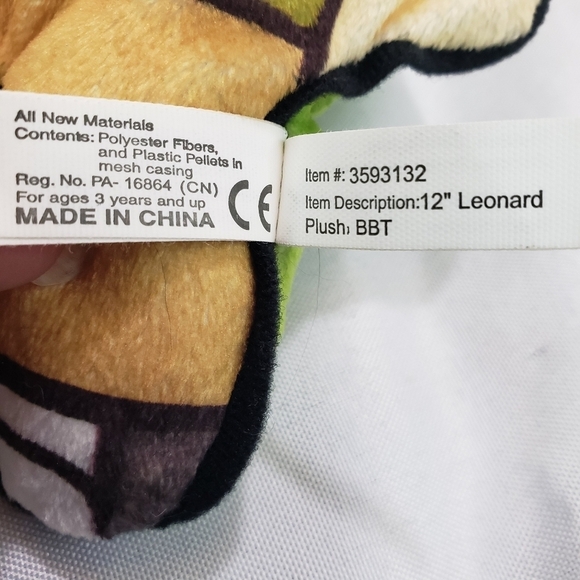 All New Materials
Contents: Polyester Fibers,
and Plastic Pellets in
mesh casing
Reg. No. PA- 16864 (CN)
For ages 3 years and up
MADE IN CHINA
CE
Item #: 3593132
Item Description:12" Leonard
Plush, BBT